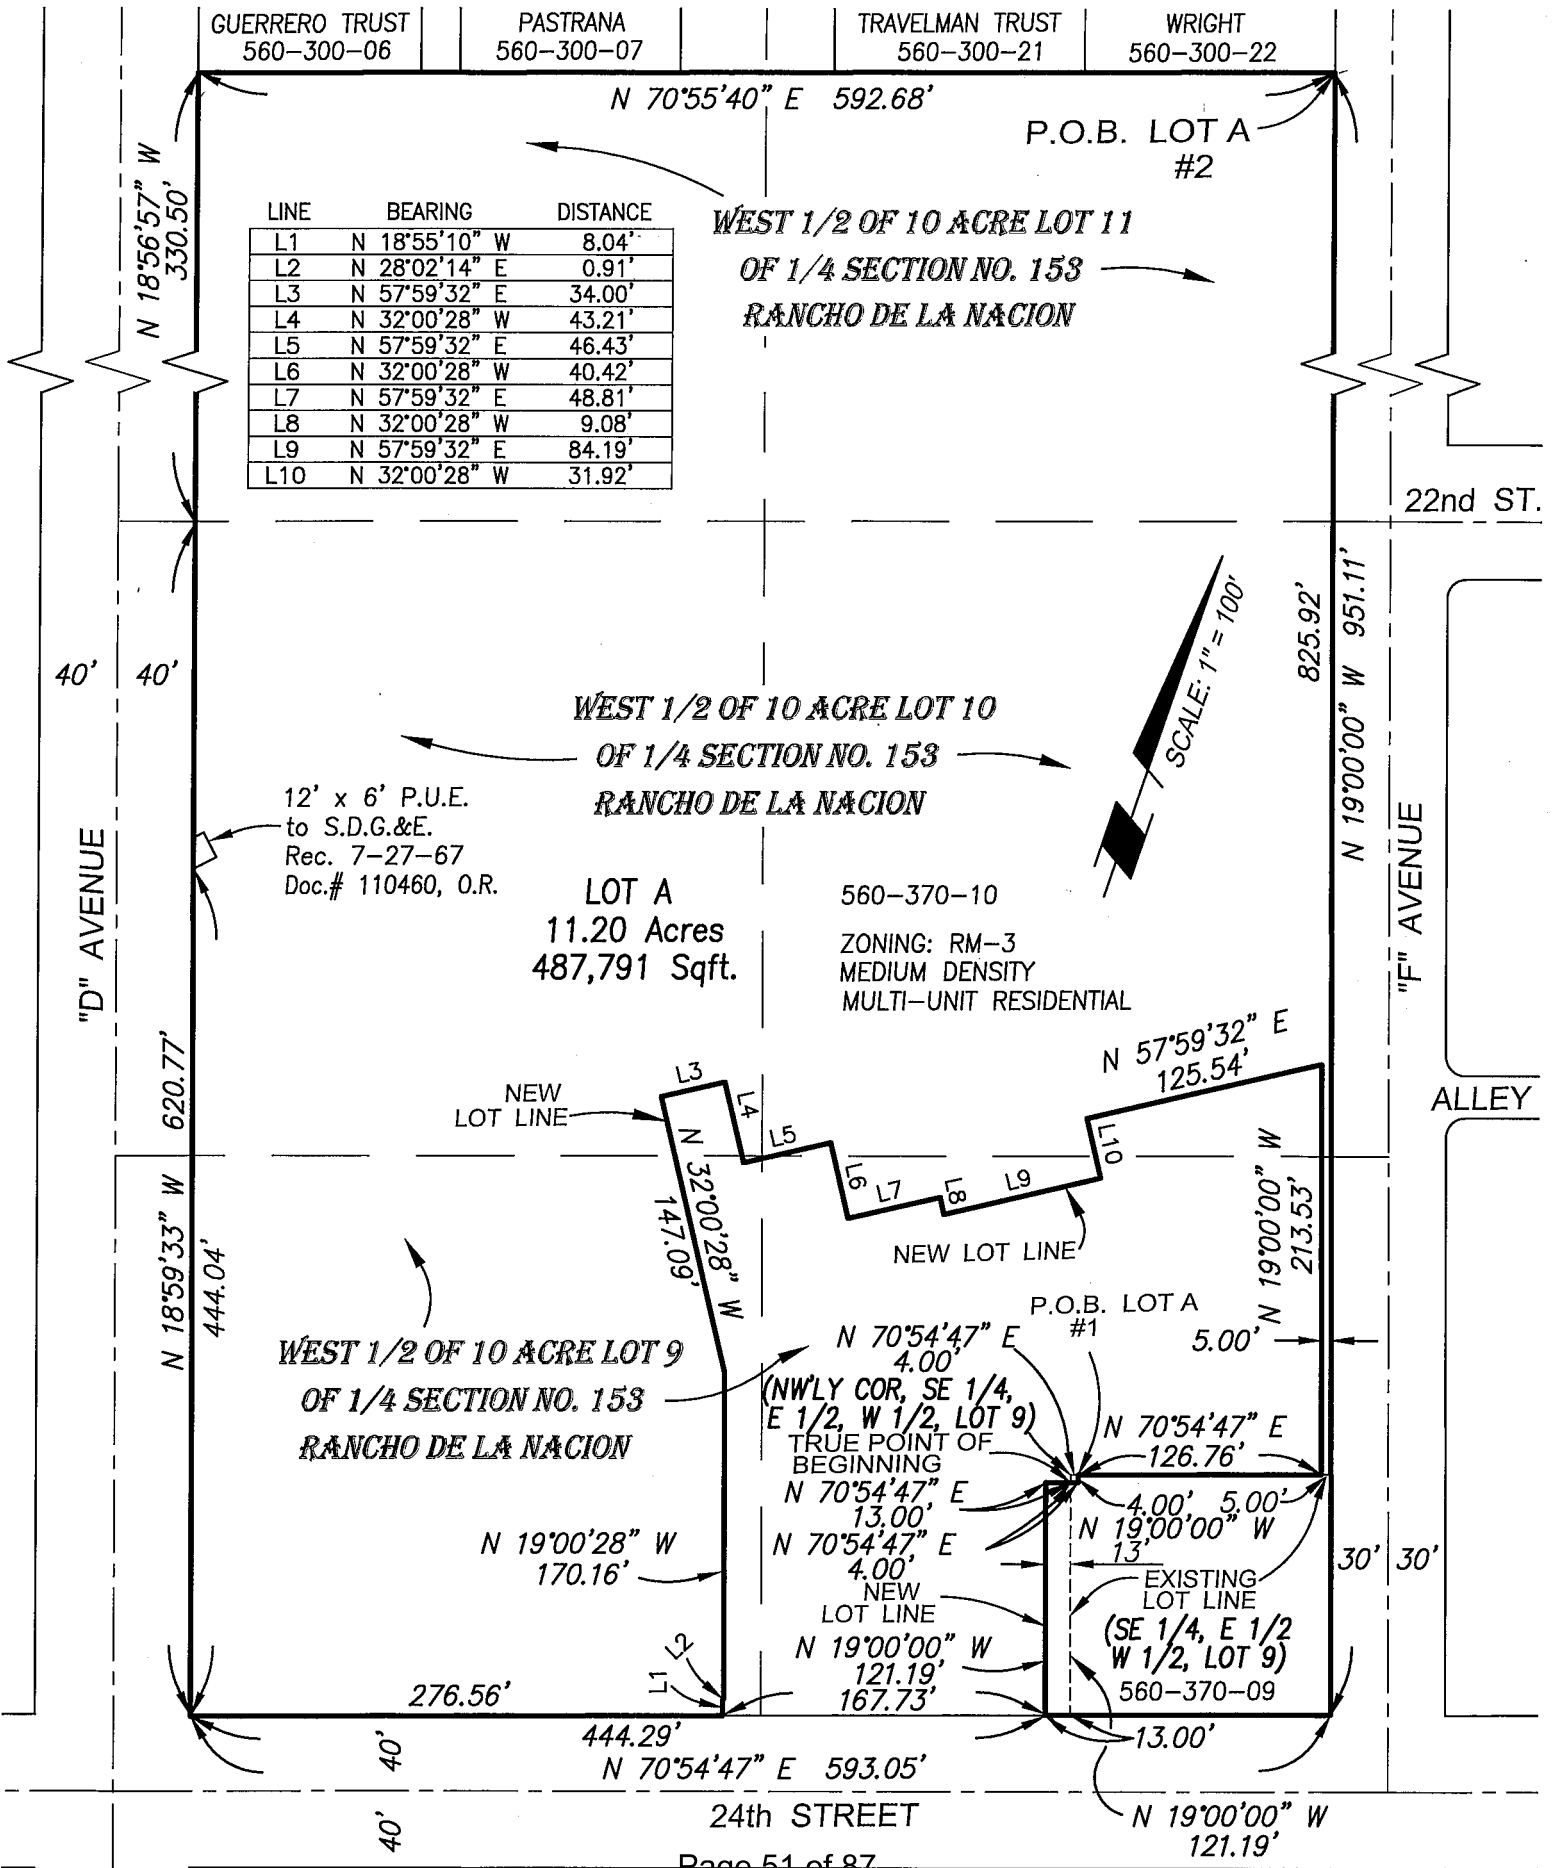 GUERRERO TRUST
560-300-06
PASTRANA
560-300-07
TRAVELMAN TRUST
560-300-21
WRIGHT
560-300-22
N 70°55'40" E 592.68'
P.O.B. LOT A
#2
N 18°56'57" W
330.50'
LINE BEARING DISTANCE
L1 N 18°55'10" W 8.04'
L2 N 28°02'14" E 0.91'
L3 N 57°59'32" E 34.00'
L4 N 32°00'28" W 43.21'
L5 N 57°59'32" E 46.43'
L6 N 32°00'28" W 40.42'
L7 N 57°59'32" E 48.81'
L8 N 32°00'28" W 9.08'
L9 N 57°59'32" E 84.19'
L10 N 32°00'28" W 31.92'
WEST 1/2 OF 10 ACRE LOT 11
OF 1/4 SECTION NO. 153
RANCHO DE LA NACION
22nd ST.
825.92'
N 19°00'00" W 951.11'
SCALE: 1" = 100'
40' 40'
WEST 1/2 OF 10 ACRE LOT 10
OF 1/4 SECTION NO. 153
RANCHO DE LA NACION
12' x 6' P.U.E.
to S.D.G.&E.
Rec. 7-27-67
Doc.# 110460, O.R.
"D" AVENUE
"F" AVENUE
LOT A
11.20 Acres
487,791 Sqft.
560-370-10
ZONING: RM-3
MEDIUM DENSITY
MULTI-UNIT RESIDENTIAL
N 57°59'32" E
125.54'
ALLEY
NEW
LOT LINE
L3
L4
L5
L6
L7
L8
L9
L10
N 32°00'28" W
147.09'
N 18°59'33" W 620.77'
444.04'
NEW LOT LINE
N 19°00'00" W
213.53'
P.O.B. LOT A
#1
5.00'
WEST 1/2 OF 10 ACRE LOT 9
OF 1/4 SECTION NO. 153
RANCHO DE LA NACION
N 70°54'47" E
4.00'
(NW'LY COR, SE 1/4,
E 1/2, W 1/2, LOT 9)
TRUE POINT OF
BEGINNING
N 70°54'47" E
126.76'
N 70°54'47" E
13.00'
4.00' 5.00'
N 19°00'00" W
13'
N 70°54'47" E
4.00'
N 19°00'28" W
170.16'
30' 30'
EXISTING
LOT LINE
NEW
LOT LINE
(SE 1/4, E 1/2
W 1/2, LOT 9)
560-370-09
N 19°00'00" W
121.19'
L1
L2
276.56'
167.73'
444.29'
13.00'
N 70°54'47" E 593.05'
40'
40'
24th STREET
N 19°00'00" W
121.19'
Page 51 of 87